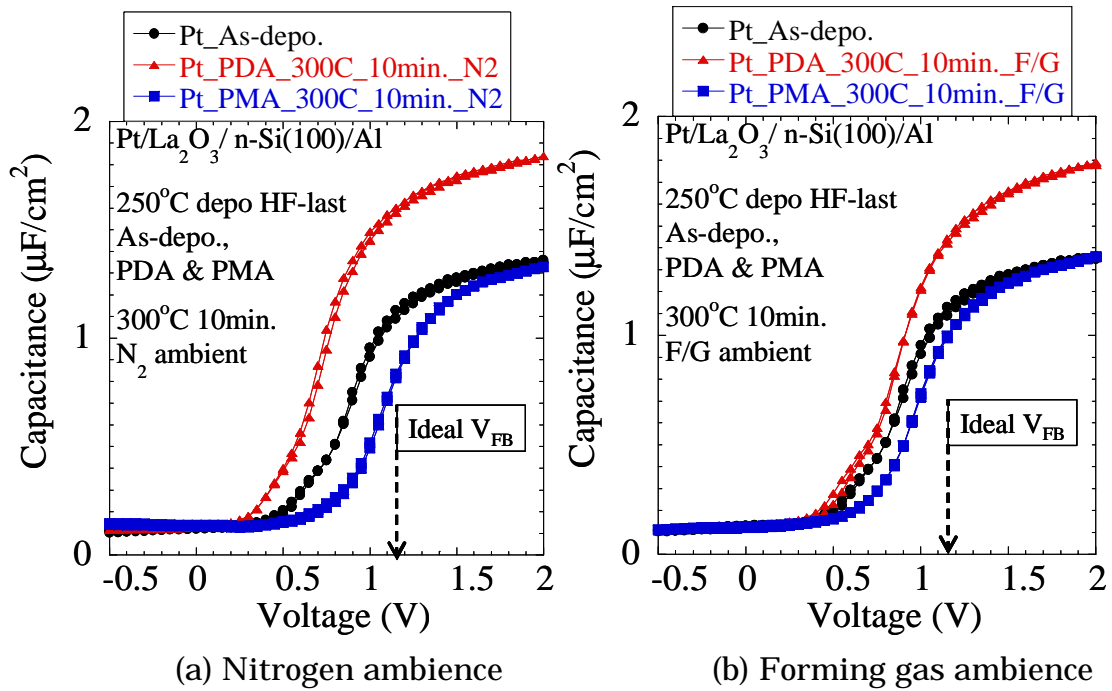 Pt_As-depo.
Pt_PDA_300C_10min._N2
Pt_PMA_300C_10min._N2
Pt/La2O3/ n-Si(100)/Al
250°C depo HF-last
As-depo.,
PDA & PMA
300°C 10min.
N2 ambient
Ideal VFB
Capacitance (µF/cm2)
2
1
0
-0.5 0 0.5 1 1.5 2
Voltage (V)
(a) Nitrogen ambience
Pt_As-depo.
Pt_PDA_300C_10min._F/G
Pt_PMA_300C_10min._F/G
Pt/La2O3/ n-Si(100)/Al
250°C depo HF-last
As-depo.,
PDA & PMA
300°C 10min.
F/G ambient
Ideal VFB
Capacitance (µF/cm2)
2
1
0
-0.5 0 0.5 1 1.5 2
Voltage (V)
(b) Forming gas ambience